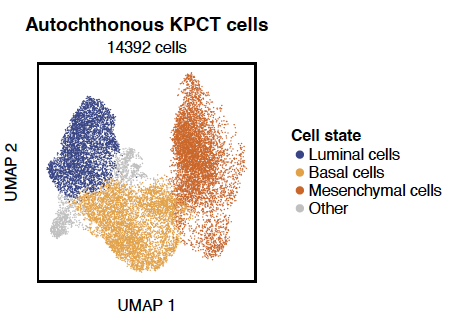 Autochthonous KPCT cells
14392 cells
UMAP 2
UMAP 1
Cell state
Luminal cells
Basal cells
Mesenchymal cells
Other